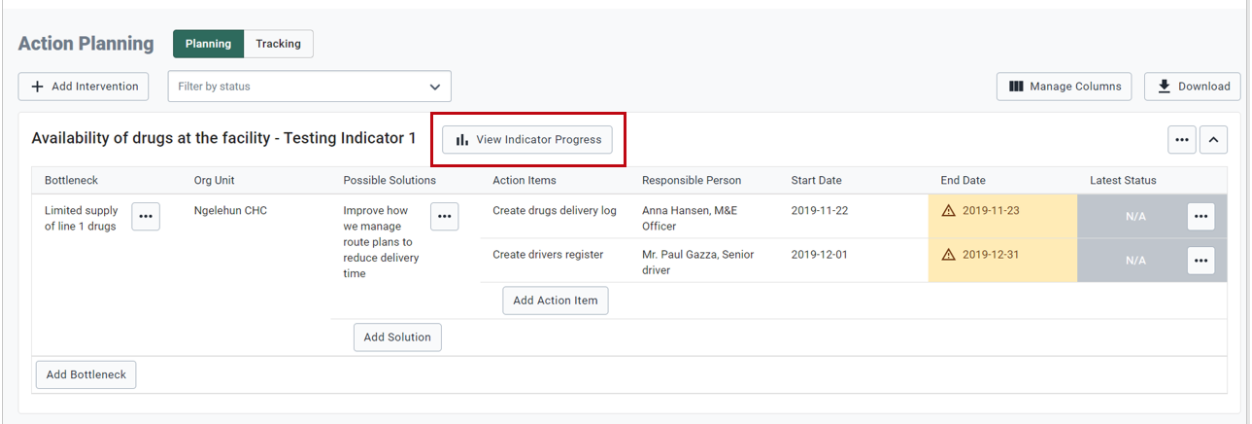 Action Planning
Planning
Tracking
+ Add Intervention
Filter by status
Manage Columns
Download
Availability of drugs at the facility - Testing Indicator 1
View Indicator Progress
Bottleneck
Org Unit
Possible Solutions
Action Items
Responsible Person
Start Date
End Date
Latest Status
Limited supply
of line 1 drugs
Ngelehun CHC
Improve how
we manage
route plans to
reduce delivery
time
Create drugs delivery log
Anna Hansen, M&E
Officer
2019-11-22
2019-11-23
N/A
Create drivers register
Mr. Paul Gazza, Senior
driver
2019-12-01
2019-12-31
N/A
Add Action Item
Add Solution
Add Bottleneck